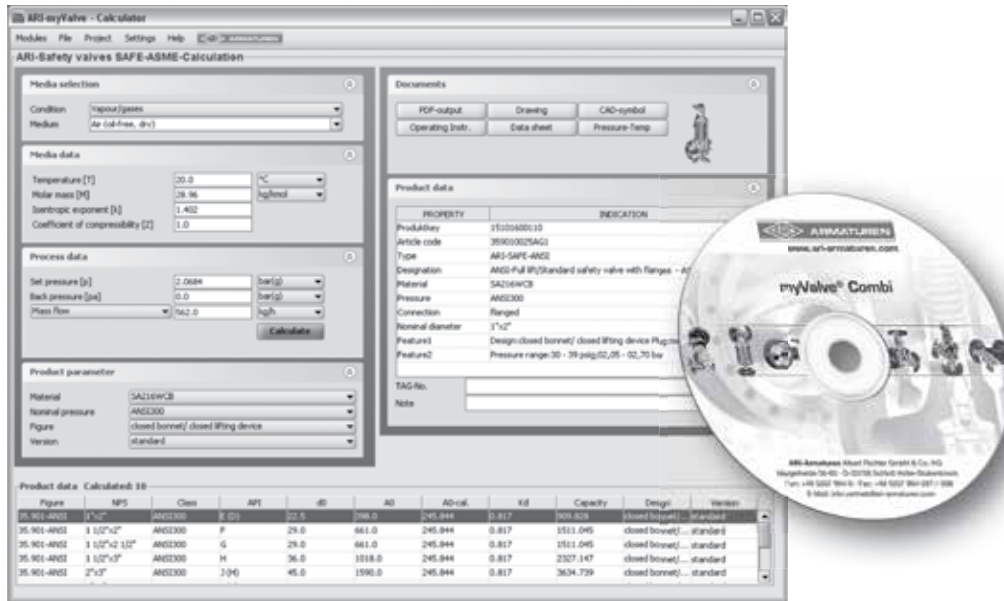 ARI-myValve - Calculator
Modules File Project Settings Help ARMATUREN
ARI-Safety valves SAFE-ASME-Calculation
Media selection
Condition Vapour/gases
Medium Air (oil-free, dry)
Media data
Temperature [T] 20.0 °C
Molar mass [M] 28.96 kg/kmol
Isentropic exponent [k] 1.402
Coefficient of compressibility [Z] 1.0
Process data
Set pressure [p] 2.0684 bar(g)
Back pressure [pa] 0.0 bar(g)
Mass flow 562.0 kg/h
Calculate
Product parameter
Material SA216WCB
Nominal pressure ANSI300
Figure closed bonnet/ closed lifting device
Version standard
Documents
PDF-output Drawing CAD-symbol
Operating Instr. Data sheet Pressure-Temp
Product data
PROPERTY INDICATION
Produktkey 15101600110
Article code 359010025AG1
Type ARI-SAFE-ANSI
Designation ANSI-Full lift/Standard safety valve with flanges
Material SA216WCB
Pressure ANSI300
Connection flanged
Nominal diameter 1"x2"
Feature1 Design:closed bonnet/ closed lifting device
Feature2 Pressure range:30 - 39 psig;02,05 - 02,70 bar
TAG-No.
Note
ARI ARMATUREN
www.ari-armaturen.com
myValve® Combi
ARI-Armaturen Albert Richter GmbH & Co. KG
Product data Calculated: 10
Figure NPS Class API d0 A0 A0-cal. Kd Capacity Design Version
35.901-ANSI 1"x2" ANSI300 E (D) 22.5 398.0 245.844 0.817 909.828 closed bonnet/... standard
35.901-ANSI 1 1/2"x2" ANSI300 F 29.0 661.0 245.844 0.817 1511.045 closed bonnet/... standard
35.901-ANSI 1 1/2"x2 1/2" ANSI300 G 29.0 661.0 245.844 0.817 1511.045 closed bonnet/... standard
35.901-ANSI 1 1/2"x3" ANSI300 H 36.0 1018.0 245.844 0.817 2327.147 closed bonnet/... standard
35.901-ANSI 2"x3" ANSI300 J (H) 45.0 1590.0 245.844 0.817 3634.739 closed bonnet/... standard